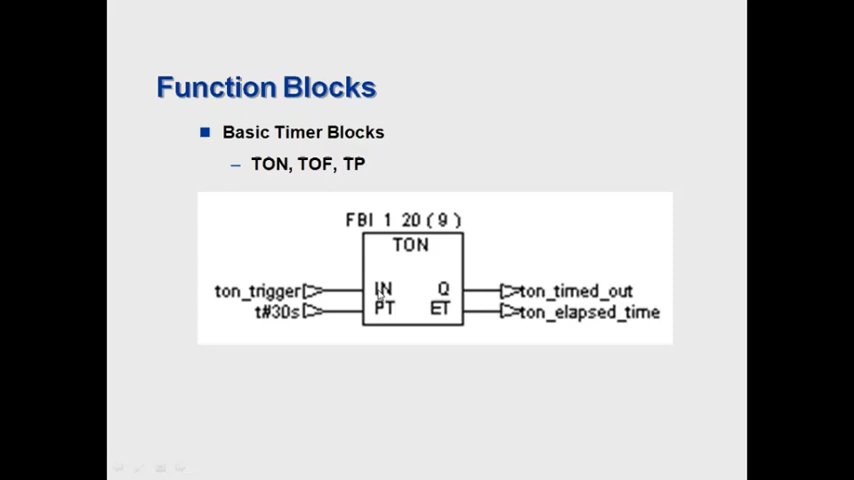 Function Blocks
Basic Timer Blocks
– TON, TOF, TP
FBI 1 20 ( 9 )
TON
ton_trigger IN Q ton_timed_out
t#30s PT ET ton_elapsed_time